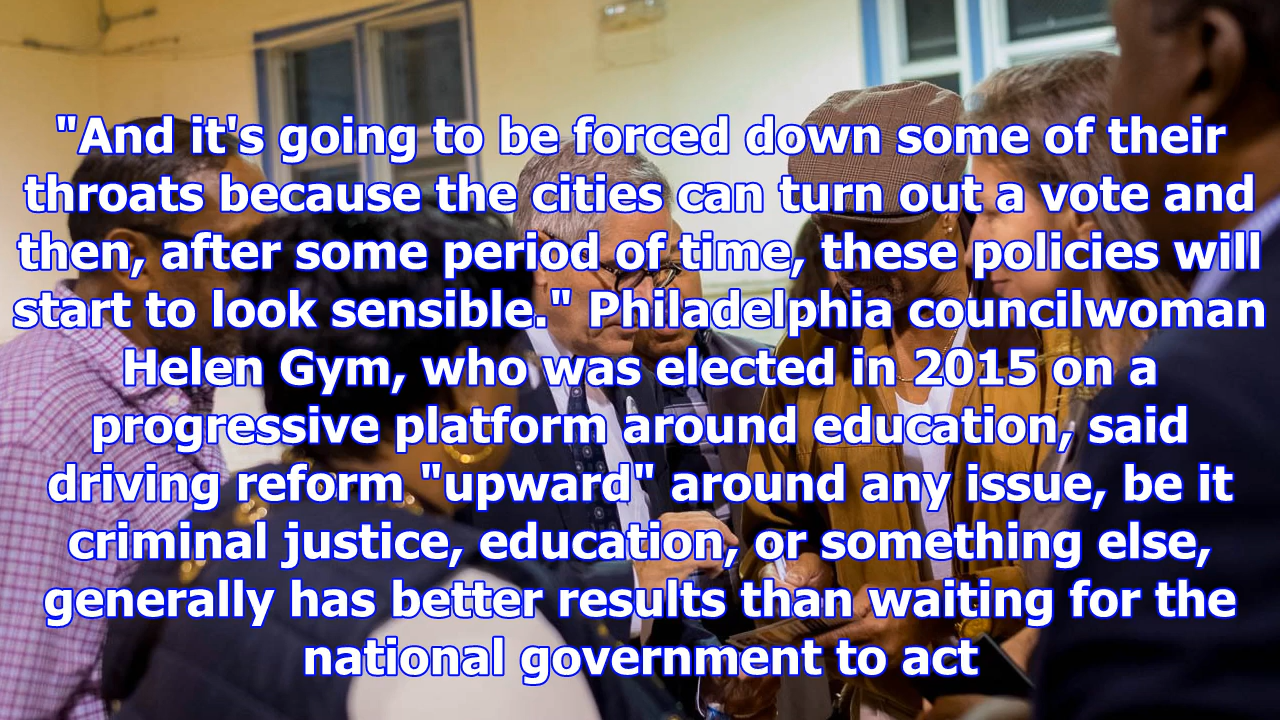 "And it's going to be forced down some of their
throats because the cities can turn out a vote and
then, after some period of time, these policies will
start to look sensible." Philadelphia councilwoman
Helen Gym, who was elected in 2015 on a
progressive platform around education, said
driving reform "upward" around any issue, be it
criminal justice, education, or something else,
generally has better results than waiting for the
national government to act